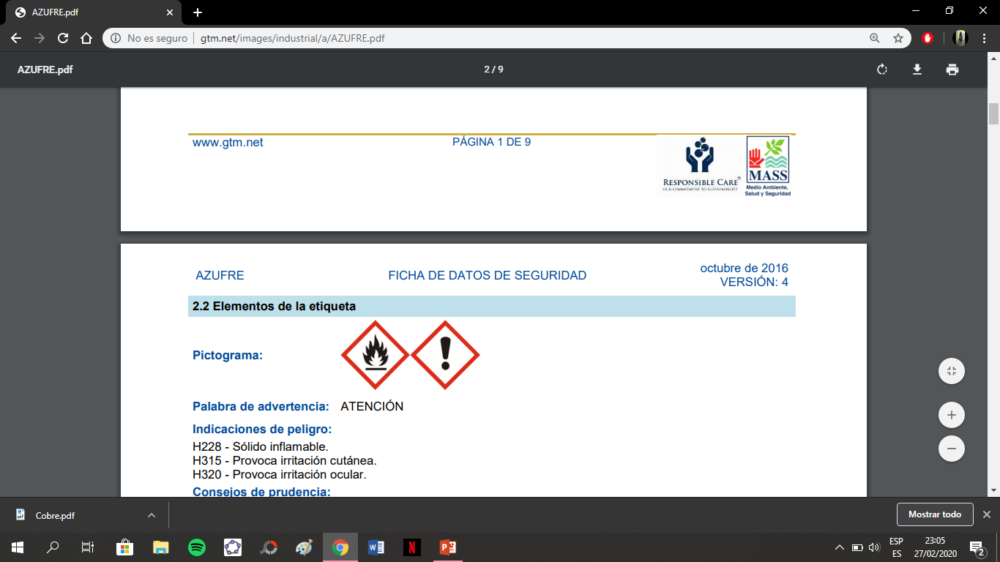 AZUFRE.pdf
No es seguro
gtm.net/images/industrial/a/AZUFRE.pdf
AZUFRE.pdf
2 / 9
www.gtm.net
PÁGINA 1 DE 9
RESPONSIBLE CARE®
OUR COMMITMENT TO SUSTAINABILITY
MASS
Medio Ambiente,
Salud y Seguridad
AZUFRE
FICHA DE DATOS DE SEGURIDAD
octubre de 2016
VERSIÓN: 4
2.2 Elementos de la etiqueta
Pictograma:
Palabra de advertencia: ATENCIÓN
Indicaciones de peligro:
H228 - Sólido inflamable.
H315 - Provoca irritación cutánea.
H320 - Provoca irritación ocular.
Consejos de prudencia:
Cobre.pdf
Mostrar todo
ESP
ES
23:05
27/02/2020
2